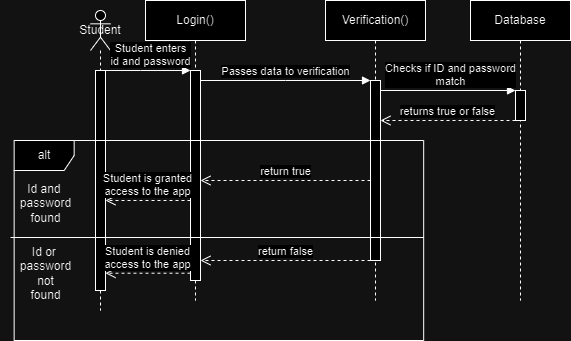 Student
Login()
Verification()
Database
Student enters
id and password
Passes data to verification
Checks if ID and password
match
returns true or false
alt
Id and
password
found
Student is granted
access to the app
return true
Id or
password
not
found
Student is denied
access to the app
return false